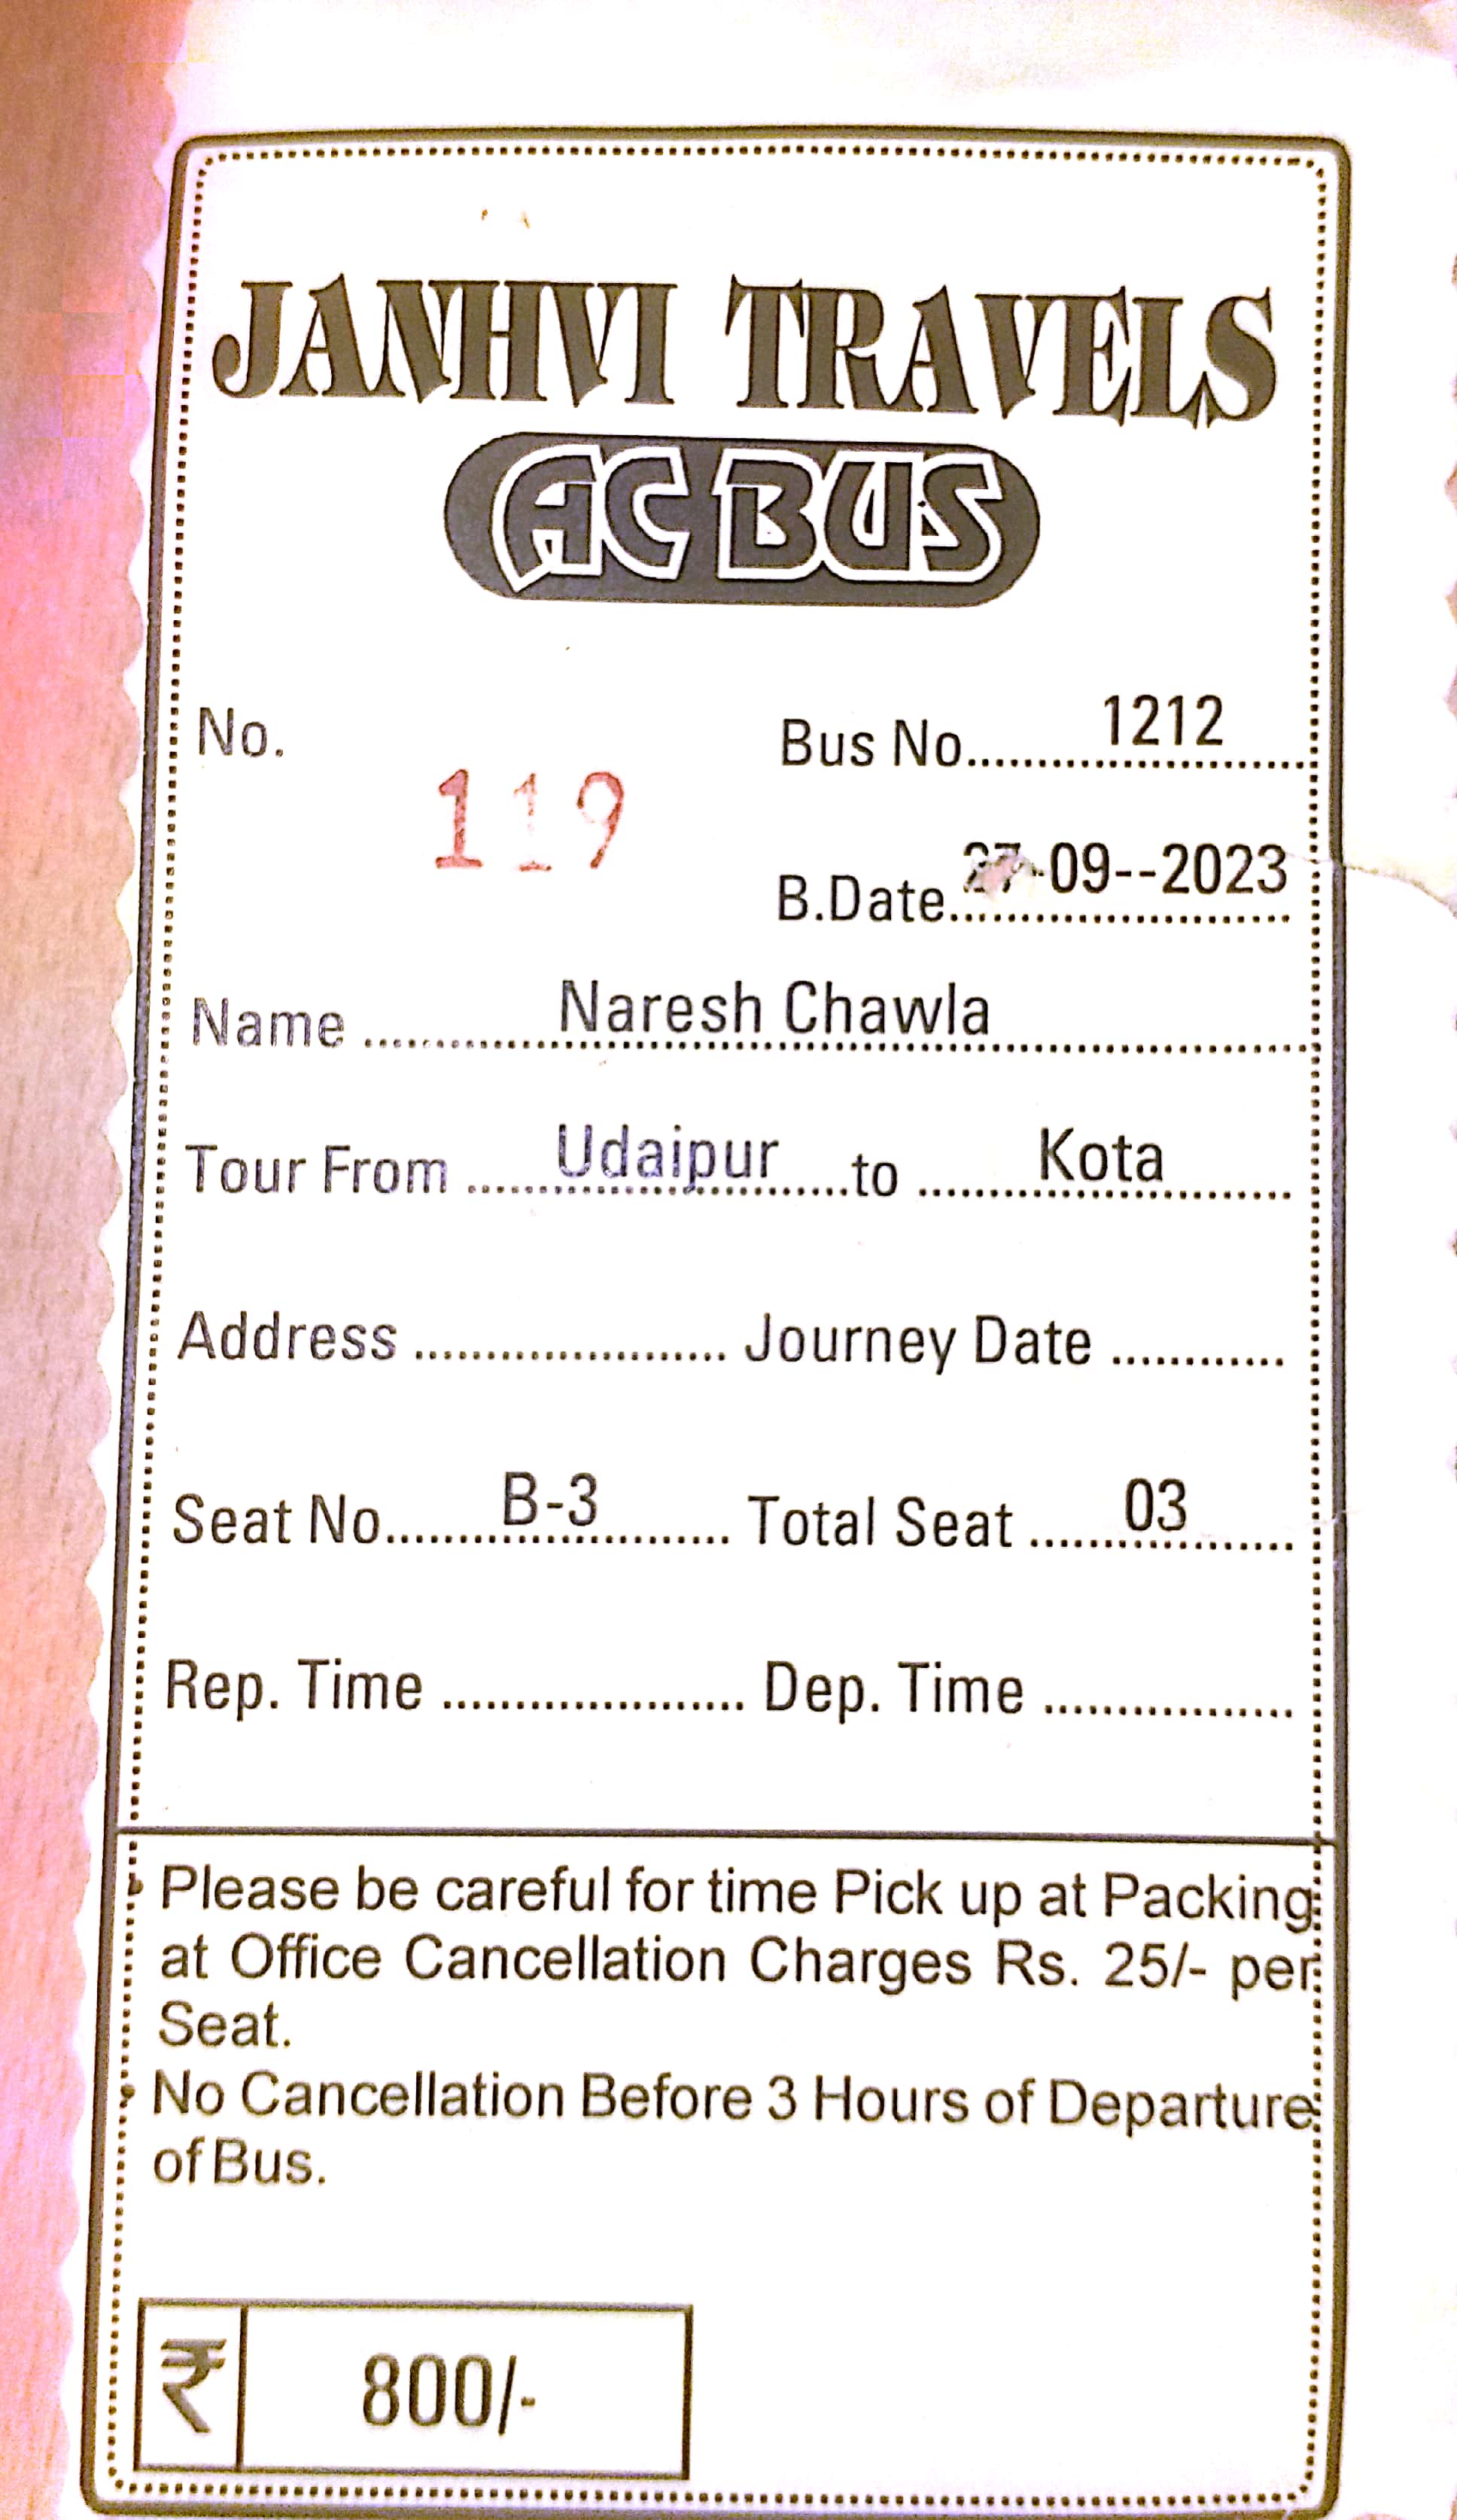 JANHVI TRAVELS
AC BUS
No. 119
Bus No. 1212
B.Date 27-09--2023
Name Naresh Chawla
Tour From Udaipur to Kota
Address Journey Date
Seat No. B-3 Total Seat 03
Rep. Time Dep. Time
Please be careful for time Pick up at Packing
at Office Cancellation Charges Rs. 25/- per
Seat.
No Cancellation Before 3 Hours of Departure
of Bus.
₹ 800/-